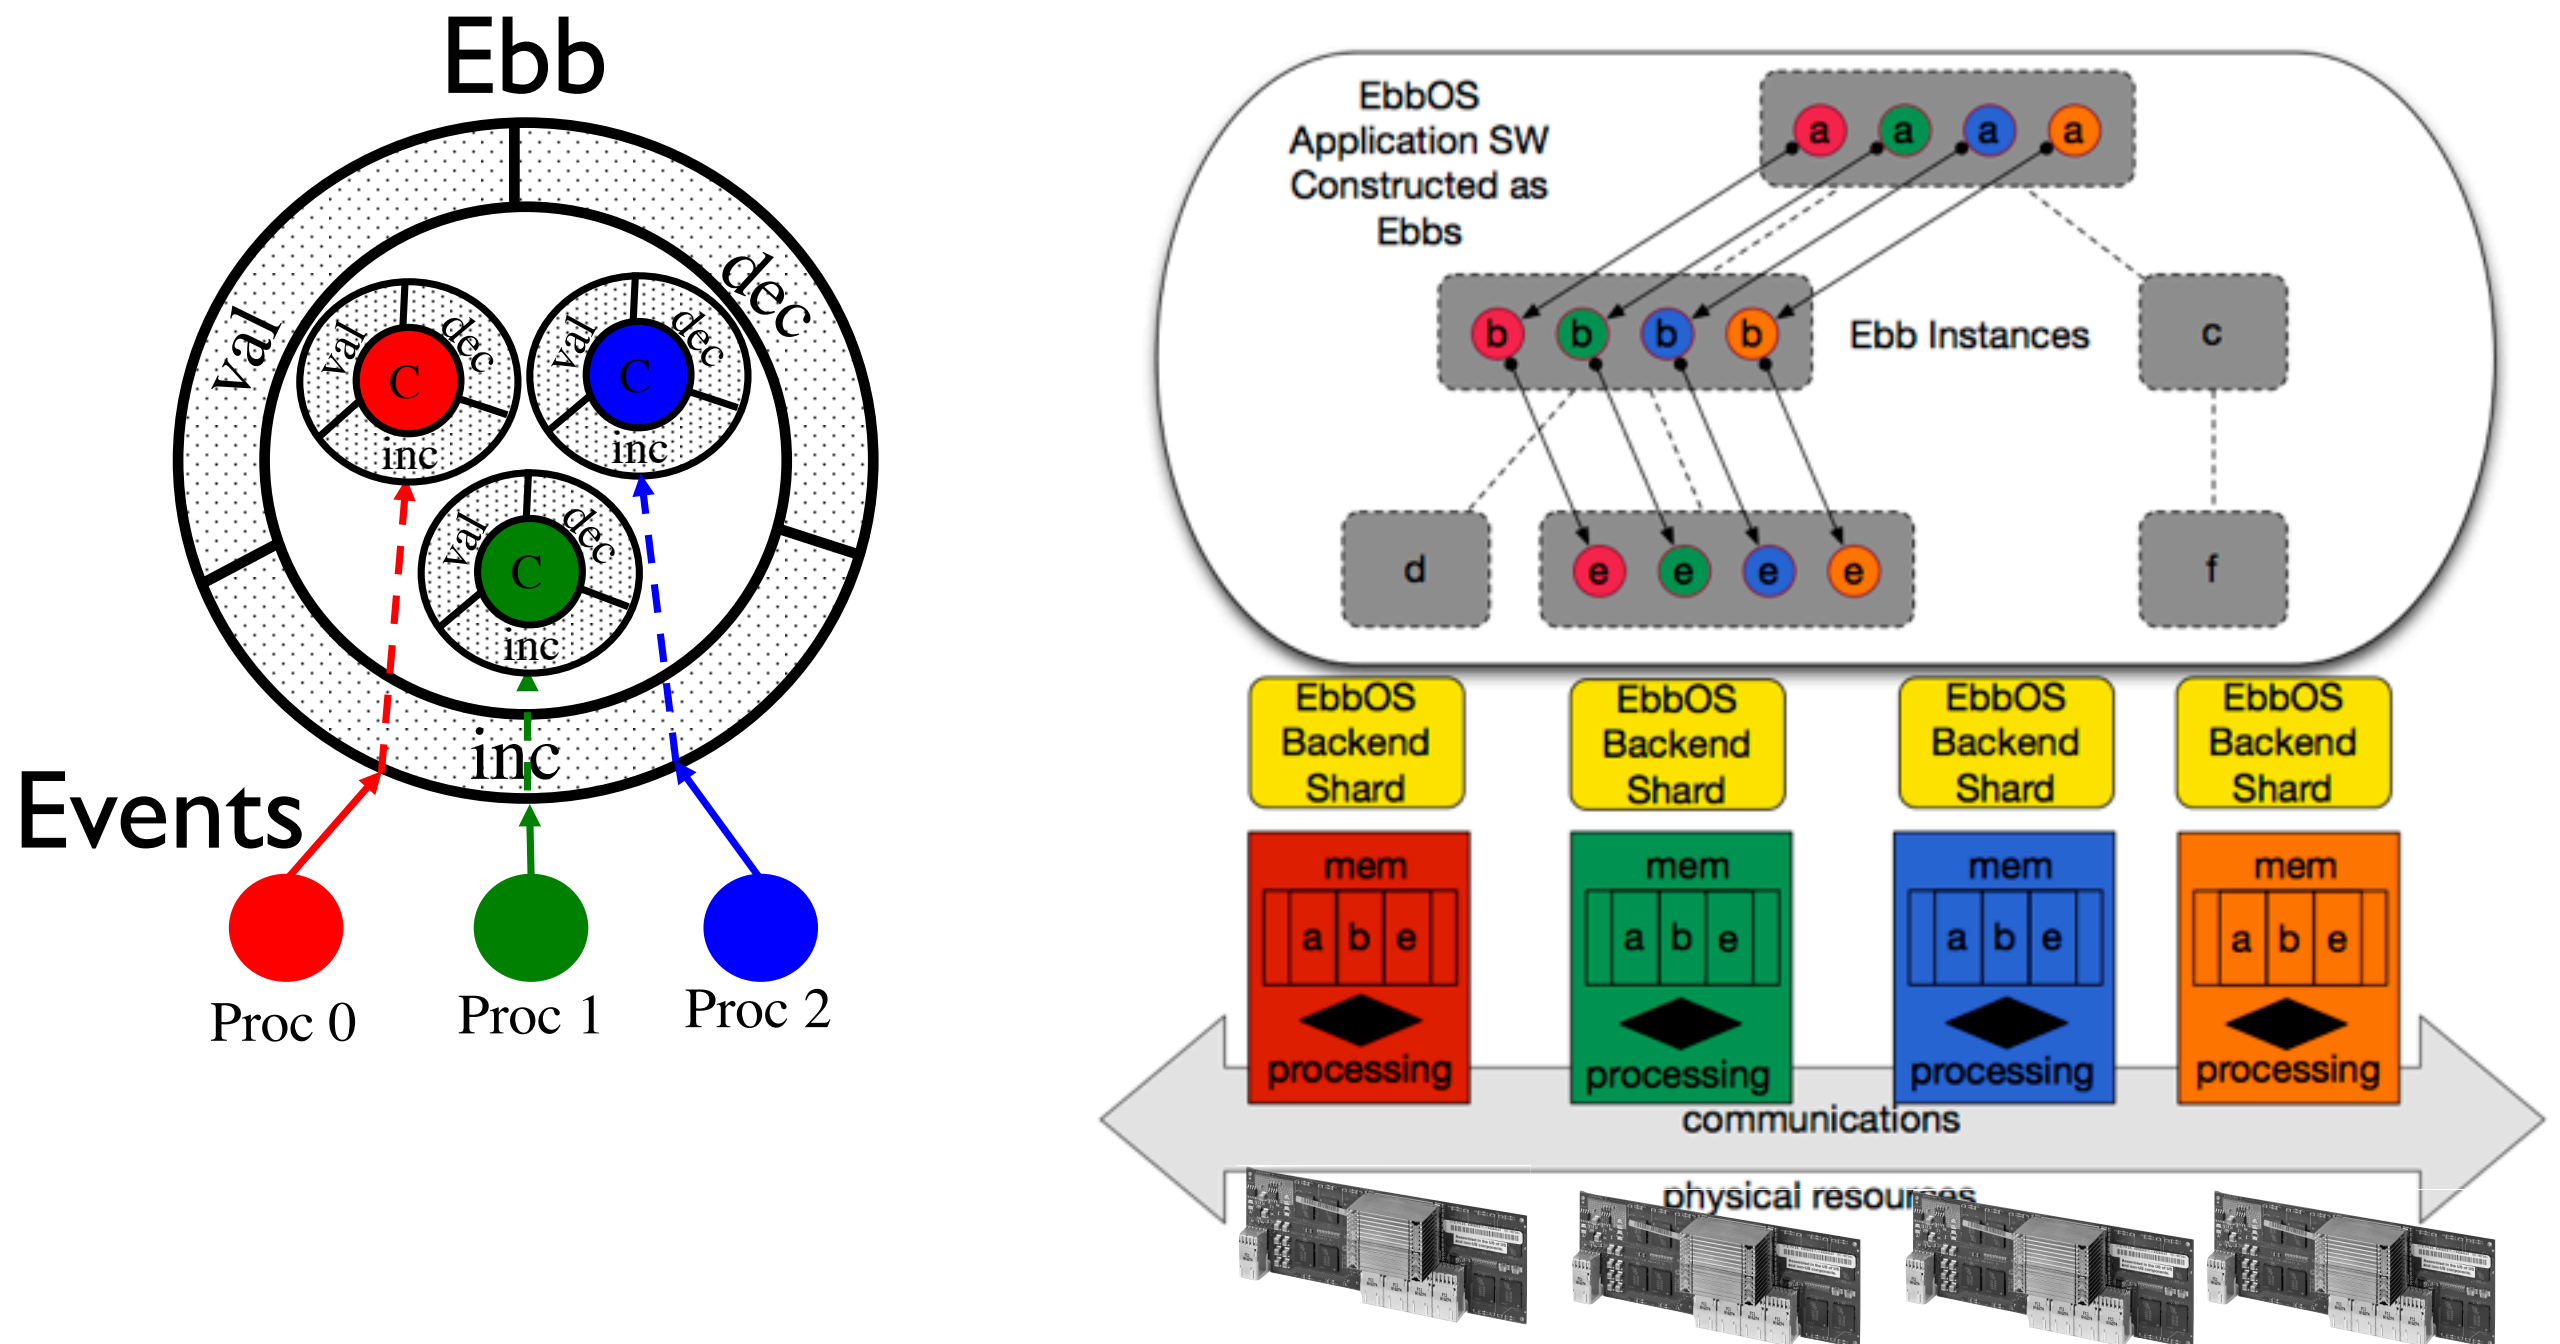 Ebb
val
dec
val
dec
C
inc
val
dec
C
inc
val
dec
C
inc
inc
Events
Proc 0
Proc 1
Proc 2
EbbOS
Application SW
Constructed as
Ebbs
a a a a
b b b b
Ebb Instances
c
d
e e e e
f
EbbOS
Backend
Shard
EbbOS
Backend
Shard
EbbOS
Backend
Shard
EbbOS
Backend
Shard
mem
a b e
processing
mem
a b e
processing
mem
a b e
processing
mem
a b e
processing
communications
physical resources